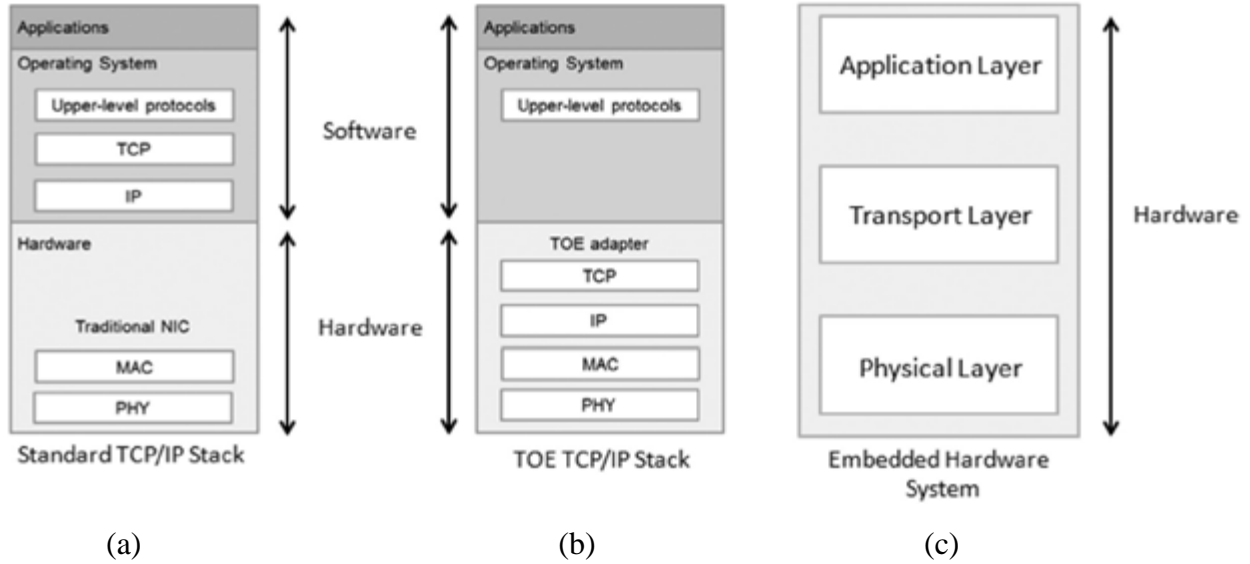 Applications
Operating System
Upper-level protocols
TCP
IP
Hardware
Traditional NIC
MAC
PHY
Standard TCP/IP Stack
(a)
Software
Hardware
Applications
Operating System
Upper-level protocols
TOE adapter
TCP
IP
MAC
PHY
TOE TCP/IP Stack
(b)
Application Layer
Transport Layer
Physical Layer
Hardware
Embedded Hardware
System
(c)